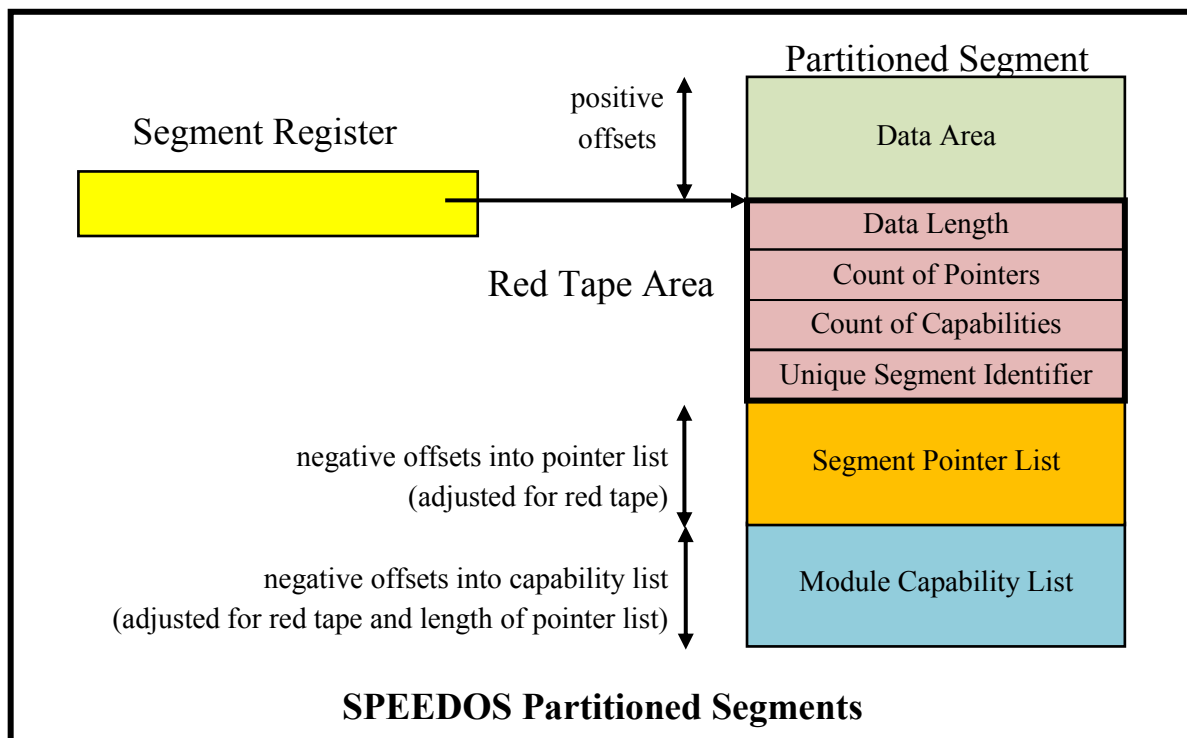 Partitioned Segment
positive
offsets
Segment Register
Data Area
Data Length
Red Tape Area
Count of Pointers
Count of Capabilities
Unique Segment Identifier
negative offsets into pointer list
(adjusted for red tape)
Segment Pointer List
negative offsets into capability list
(adjusted for red tape and length of pointer list)
Module Capability List
SPEEDOS Partitioned Segments